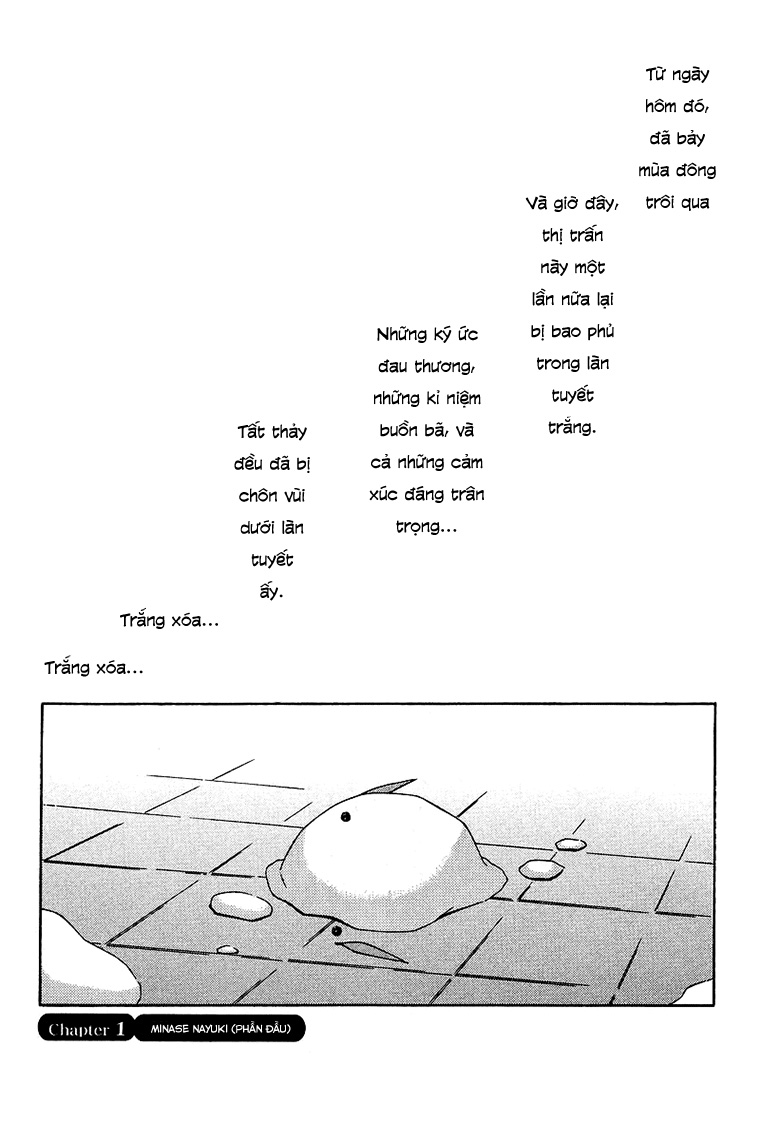 Từ ngày
hôm đó,
đã bảy
mùa đông
trôi qua
Và giờ đây,
thị trấn
này một
lần nữa lại
bị bao phủ
trong làn
tuyết
trắng.
Những ký ức
đau thương,
những kỉ niệm
buồn bã, và
cả những cảm
xúc đáng trân
trọng...
Tất thảy
đều đã bị
chôn vùi
dưới làn
tuyết
ấy.
Trắng xóa...
Trắng xóa...
Chapter 1
MINASE NAYUKI (PHẦN ĐẦU)